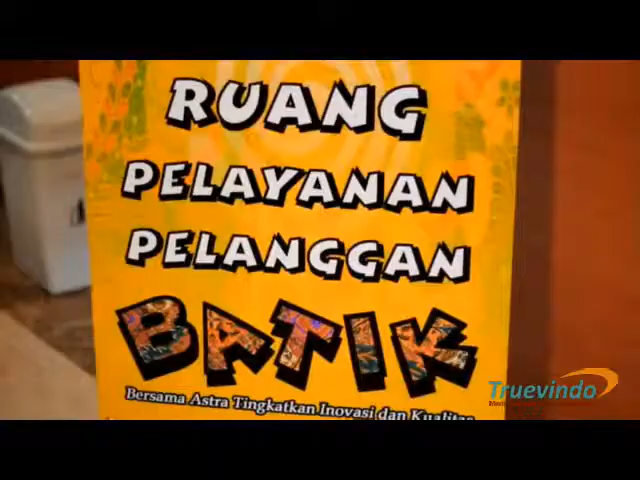 RUANG
PELAYANAN
PELANGGAN
BATIK
Bersama Astra Tingkatkan Inovasi dan Kualitas
Truevindo